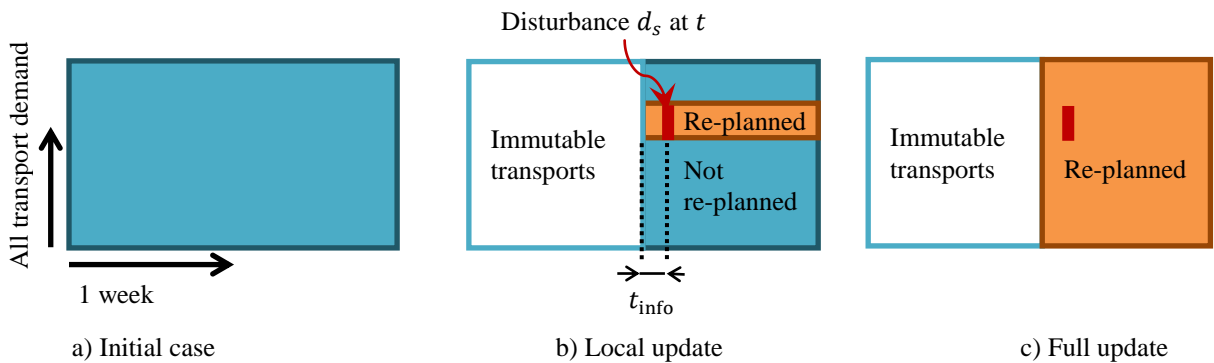 All transport demand
1 week
a) Initial case
Disturbance dₛ at t
Immutable
transports
Re-planned
Not
re-planned
t_info
b) Local update
Immutable
transports
Re-planned
c) Full update